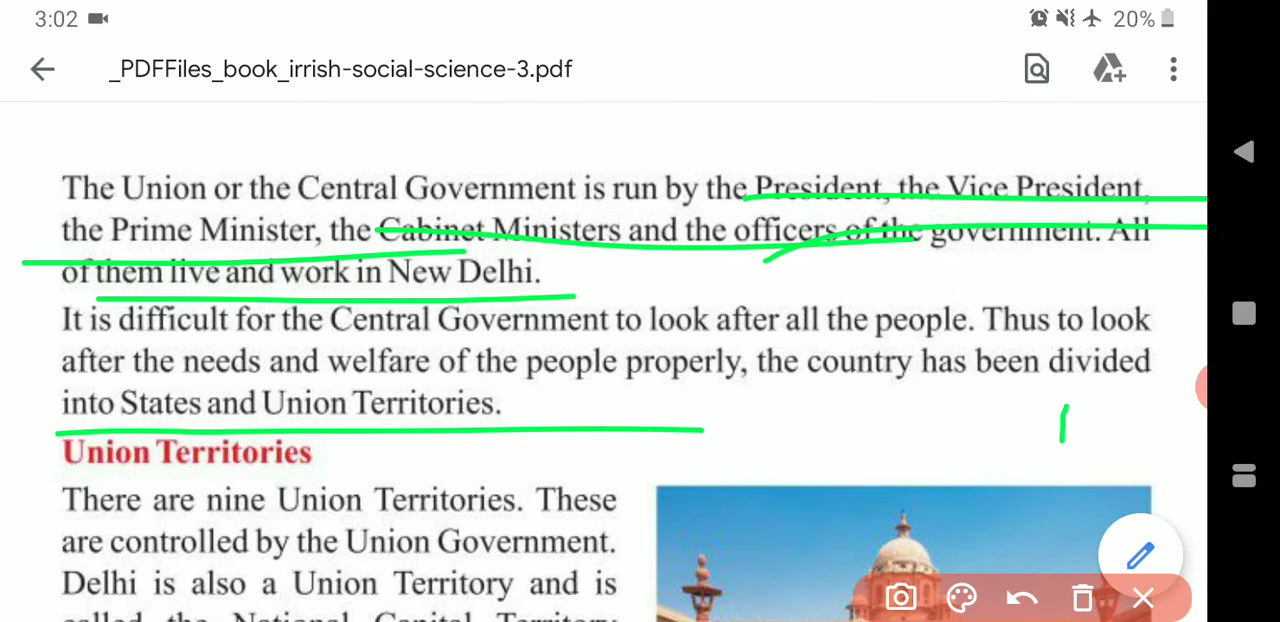 3:02 20%
_PDFFiles_book_irrish-social-science-3.pdf
The Union or the Central Government is run by the President, the Vice President,
the Prime Minister, the Cabinet Ministers and the officers of the government. All
of them live and work in New Delhi.
It is difficult for the Central Government to look after all the people. Thus to look
after the needs and welfare of the people properly, the country has been divided
into States and Union Territories.
Union Territories
There are nine Union Territories. These
are controlled by the Union Government.
Delhi is also a Union Territory and is
called the National Capital Territory